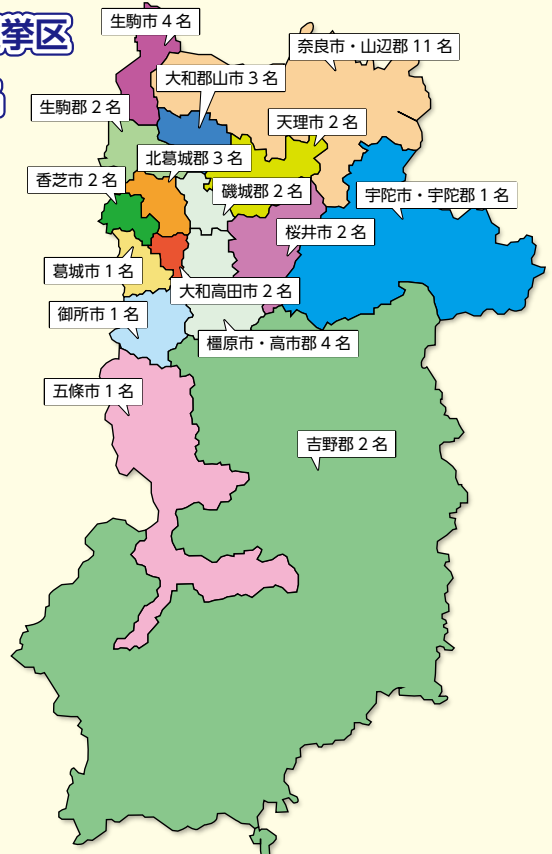 挙区
生駒市 4 名
奈良市・山辺郡 11 名
大和郡山市 3 名
生駒郡 2 名
天理市 2 名
北葛城郡 3 名
香芝市 2 名
磯城郡 2 名
宇陀市・宇陀郡 1 名
桜井市 2 名
葛城市 1 名
大和高田市 2 名
御所市 1 名
橿原市・高市郡 4 名
五條市 1 名
吉野郡 2 名